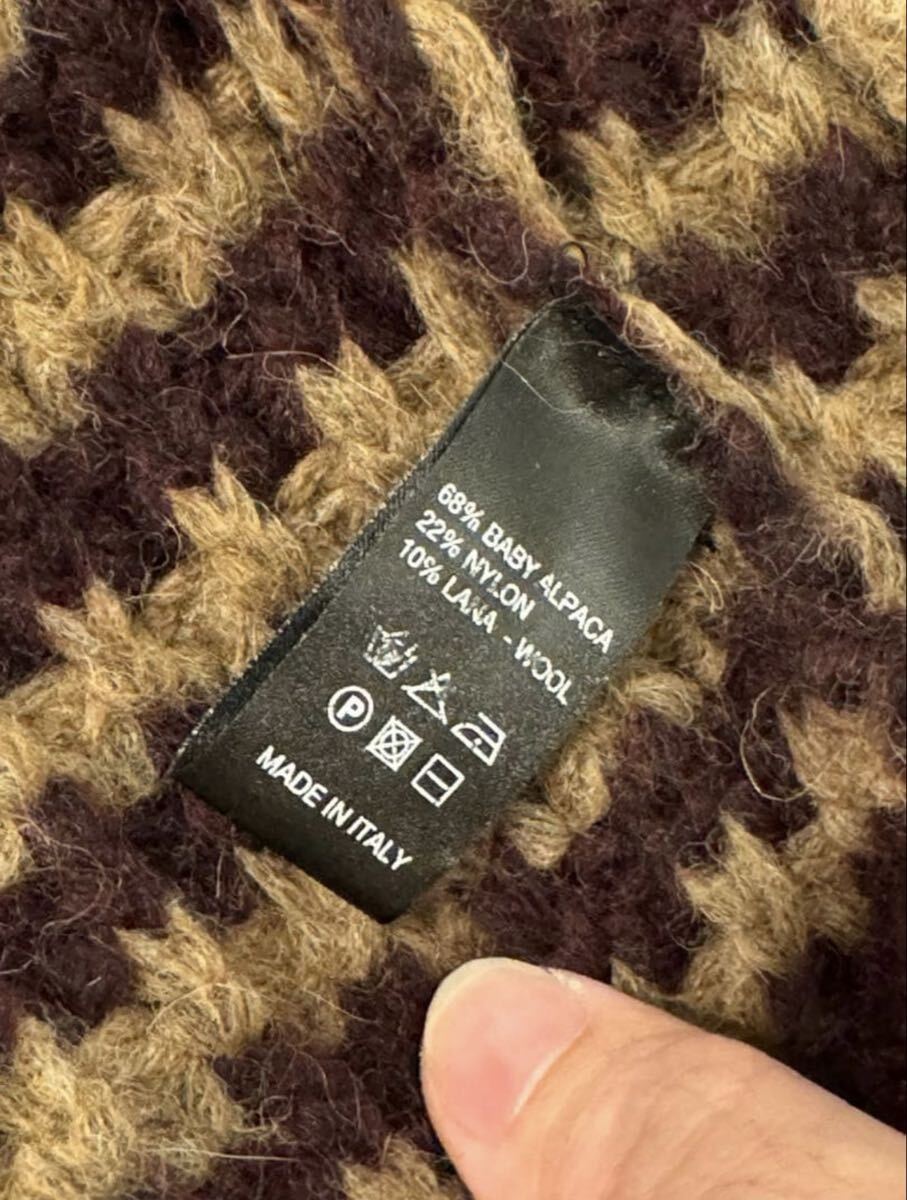 68% BABY ALPACA
22% NYLON
10% LANA - WOOL
P
MADE IN ITALY